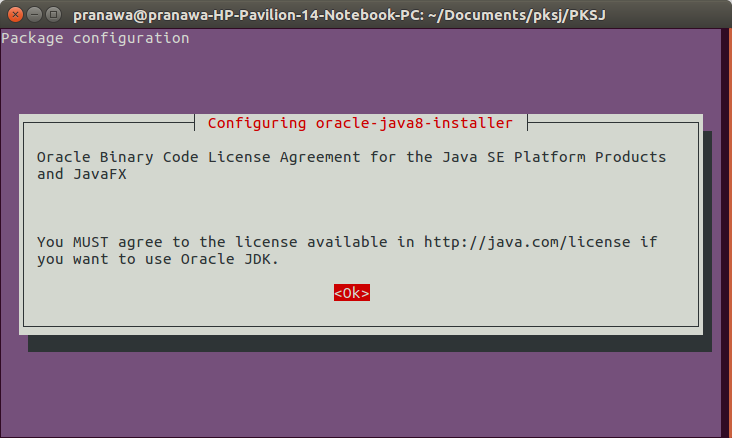 pranawa@pranawa-HP-Pavilion-14-Notebook-PC: ~/Documents/pksj/PKSJ
Package configuration
Configuring oracle-java8-installer
Oracle Binary Code License Agreement for the Java SE Platform Products
and JavaFX
You MUST agree to the license available in http://java.com/license if
you want to use Oracle JDK.
<Ok>